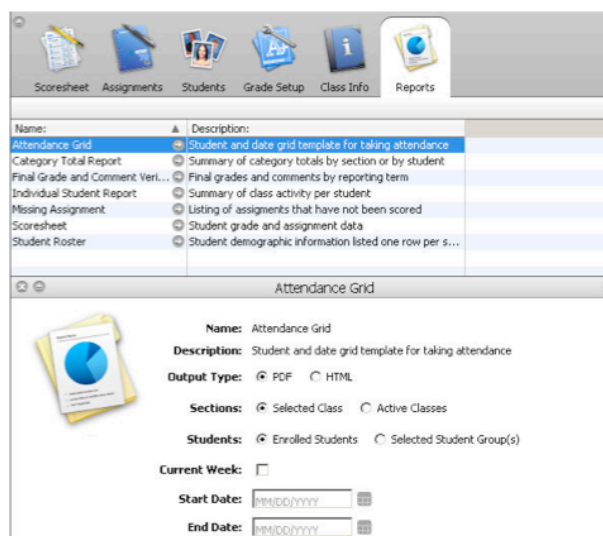 Scoresheet Assignments Students Grade Setup Class Info Reports
Name: Description:
Attendance Grid Student and date grid template for taking attendance
Category Total Report Summary of category totals by section or by student
Final Grade and Comment Veri... Final grades and comments by reporting term
Individual Student Report Summary of class activity per student
Missing Assignment Listing of assigments that have not been scored
Scoresheet Student grade and assignment data
Student Roster Student demographic information listed one row per s...
Attendance Grid
Name: Attendance Grid
Description: Student and date grid template for taking attendance
Output Type: PDF HTML
Sections: Selected Class Active Classes
Students: Enrolled Students Selected Student Group(s)
Current Week:
Start Date: MM/DD/YYYY
End Date: MM/DD/YYYY